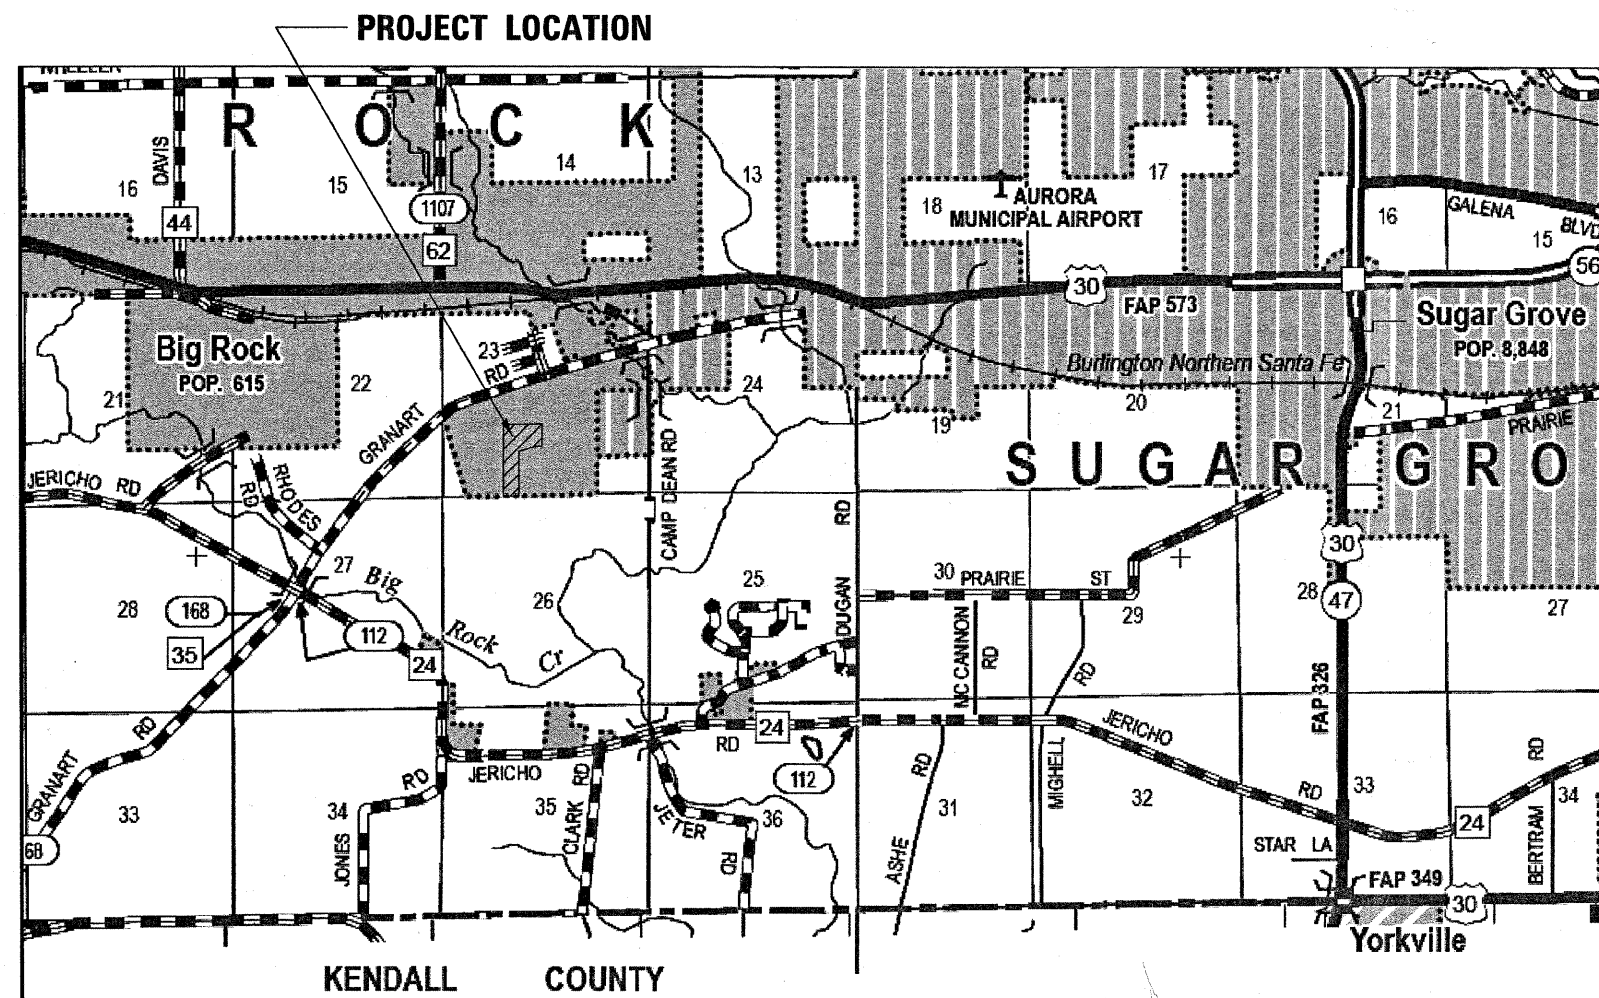 PROJECT LOCATION
WHEELER
R O C K
DAVIS
16
15
14
13
17
1107
44
62
18
AURORA
MUNICIPAL AIRPORT
16
GALENA
BLVD
15
56
30
FAP 573
Big Rock
POP. 615
Sugar Grove
POP. 8,848
Burlington Northern Santa Fe
23
RD
22
21
24
19
20
21
PRAIRIE
GRANART
S U G A R G R O
JERICHO RD
RHODES
RD
CAMP DEAN RD
RD
DUGAN
27
28
Big
Rock
Cr
26
25
30
PRAIRIE ST
29
28
30
47
27
168
112
35
24
MC CANNON
RD
RD
FAP 326
GRANART
RD
JERICHO
RD
24
112
JERICHO
RD
MIGHELL
RD
33
34
RD
JONES
35
CLARK
RD
JETER
RD
36
31
ASHE
RD
32
33
24
34
BERTRAM
RD
STAR LA
68
FAP 349
30
Yorkville
KENDALL COUNTY